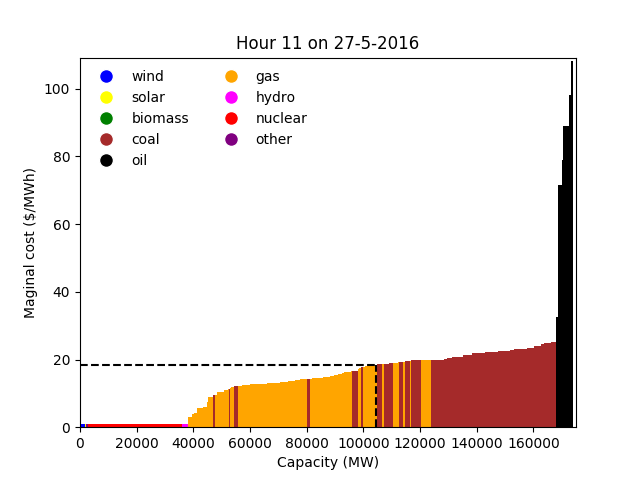 Hour 11 on 27-5-2016
wind
solar
biomass
coal
oil
gas
hydro
nuclear
other
Maginal cost ($/MWh)
100
80
60
40
20
0
0 20000 40000 60000 80000 100000 120000 140000 160000
Capacity (MW)